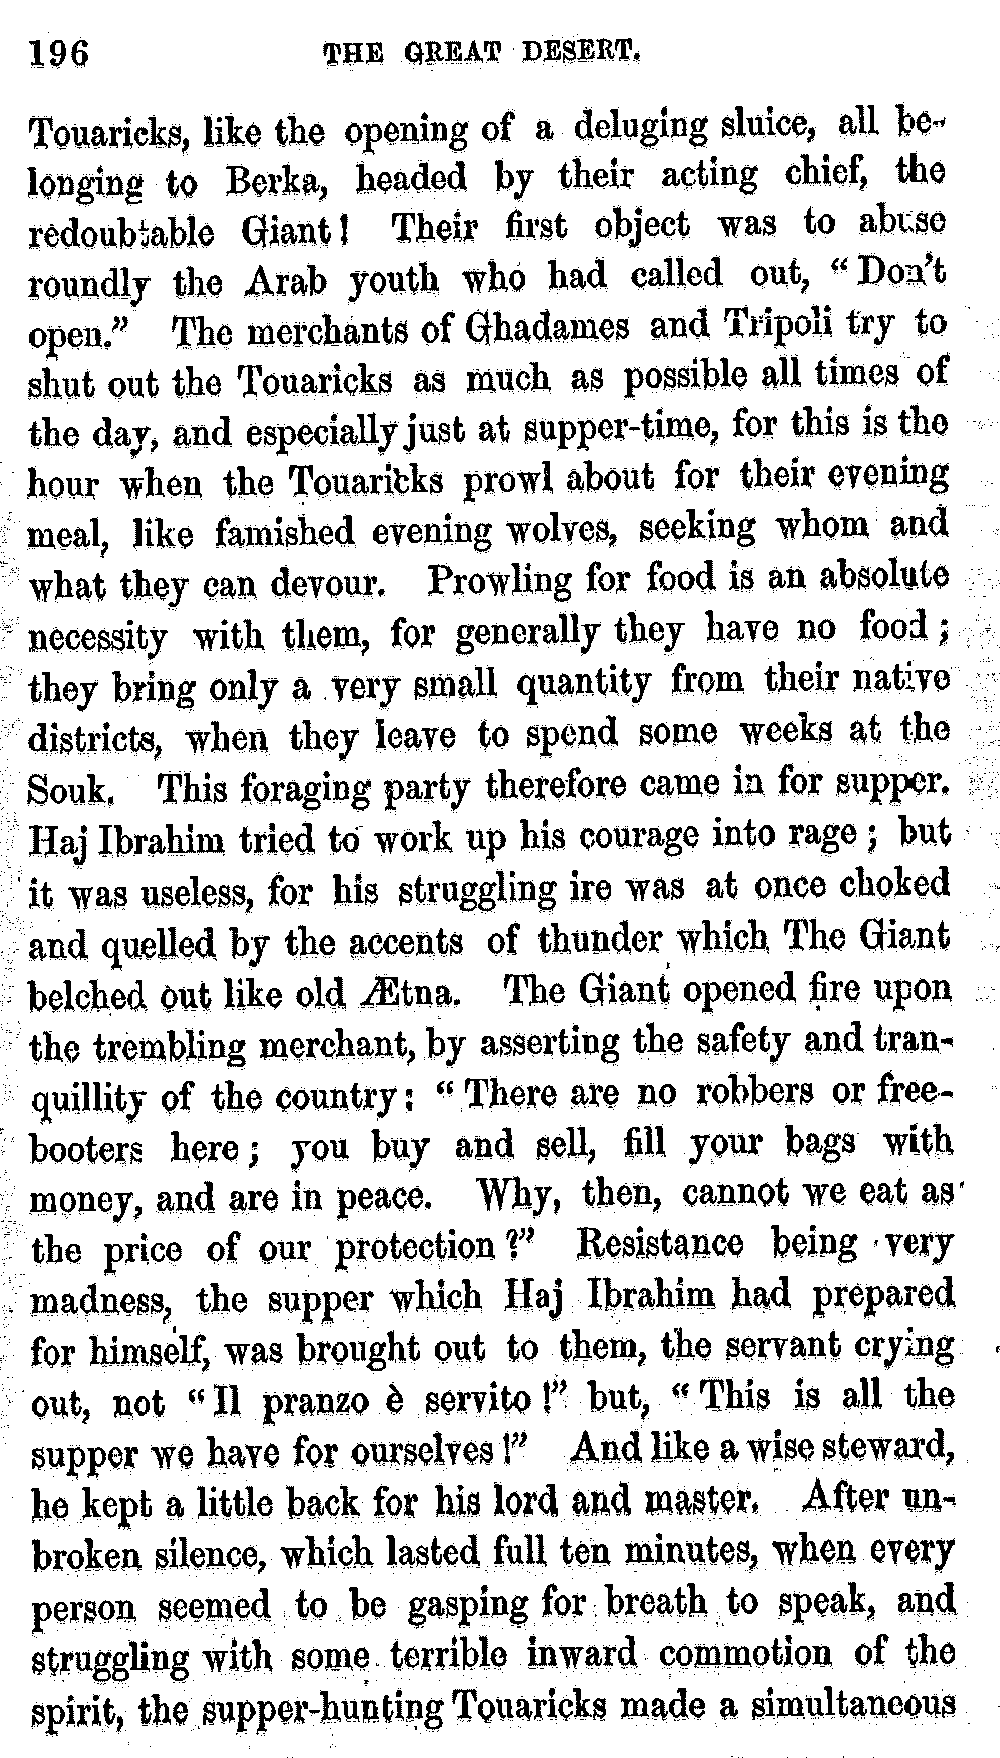 196 THE GREAT DESERT.
Touaricks, like the opening of a deluging sluice, all be-
longing to Berka, headed by their acting chief, the
redoubtable Giant! Their first object was to abuse
roundly the Arab youth who had called out, “Don’t
open.” The merchants of Ghadames and Tripoli try to
shut out the Touaricks as much as possible all times of
the day, and especially just at supper-time, for this is the
hour when the Touaricks prowl about for their evening
meal, like famished evening wolves, seeking whom and
what they can devour. Prowling for food is an absolute
necessity with them, for generally they have no food;
they bring only a very small quantity from their native
districts, when they leave to spend some weeks at the
Souk. This foraging party therefore came in for supper.
Haj Ibrahim tried to work up his courage into rage; but
it was useless, for his struggling ire was at once choked
and quelled by the accents of thunder which The Giant
belched out like old Ætna. The Giant opened fire upon
the trembling merchant, by asserting the safety and tran-
quillity of the country: “There are no robbers or free-
booters here; you buy and sell, fill your bags with
money, and are in peace. Why, then, cannot we eat as
the price of our protection?” Resistance being very
madness, the supper which Haj Ibrahim had prepared
for himself, was brought out to them, the servant crying
out, not “Il pranzo è servito!” but, “This is all the
supper we have for ourselves!” And like a wise steward,
he kept a little back for his lord and master. After un-
broken silence, which lasted full ten minutes, when every
person seemed to be gasping for breath to speak, and
struggling with some terrible inward commotion of the
spirit, the supper-hunting Touaricks made a simultaneous